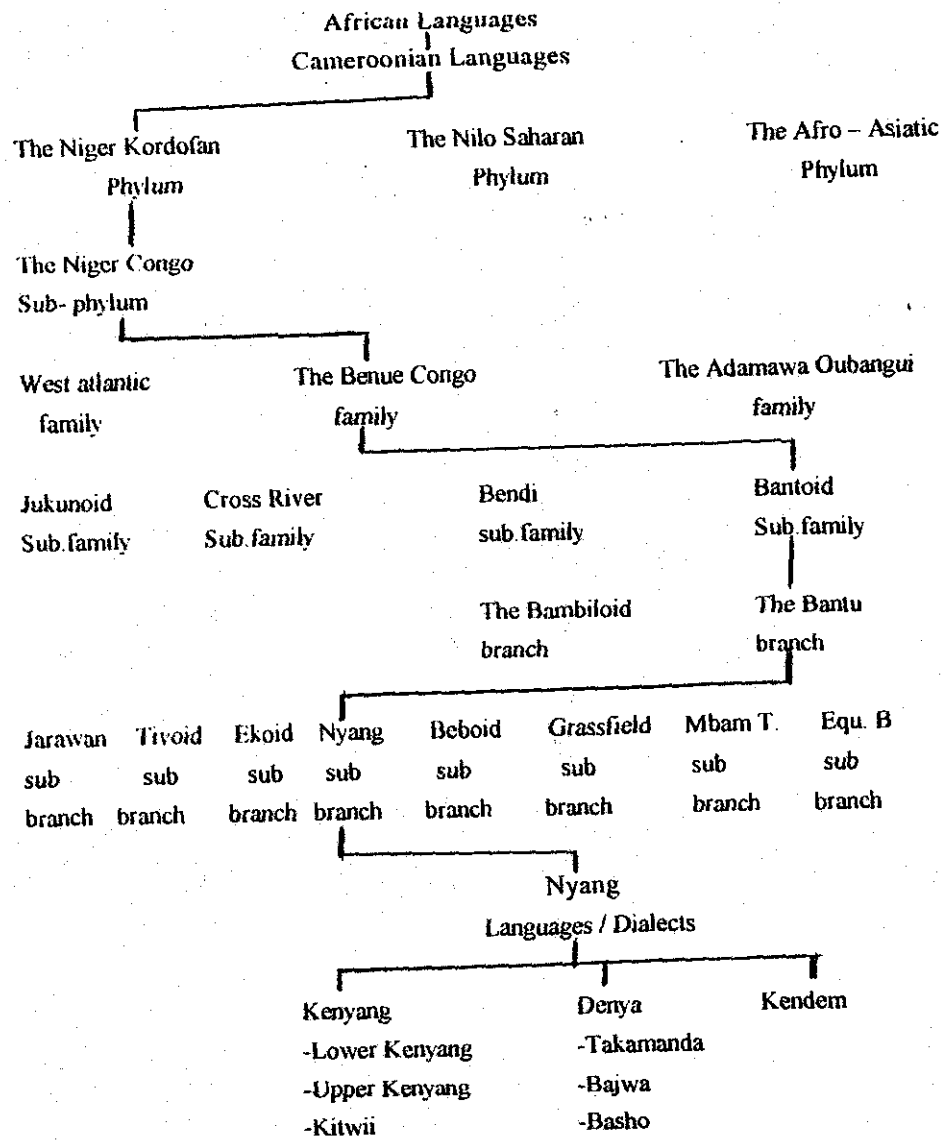 African Languages
Cameroonian Languages
The Niger Kordofan The Nilo Saharan The Afro – Asiatic
Phylum Phylum Phylum
The Niger Congo
Sub- phylum
West atlantic The Benue Congo The Adamawa Oubangui
family family family
Jukunoid Cross River Bendi Bantoid
Sub.family Sub.family sub.family Sub.family
The Bambiloid The Bantu
branch branch
Jarawan Tivoid Ekoid Nyang Beboid Grassfield Mbam T. Equ. B
sub sub sub sub sub sub sub sub
branch branch branch branch branch branch branch branch
Nyang
Languages / Dialects
Kenyang Denya Kendem
-Lower Kenyang -Takamanda
-Upper Kenyang -Bajwa
-Kitwii -Basho